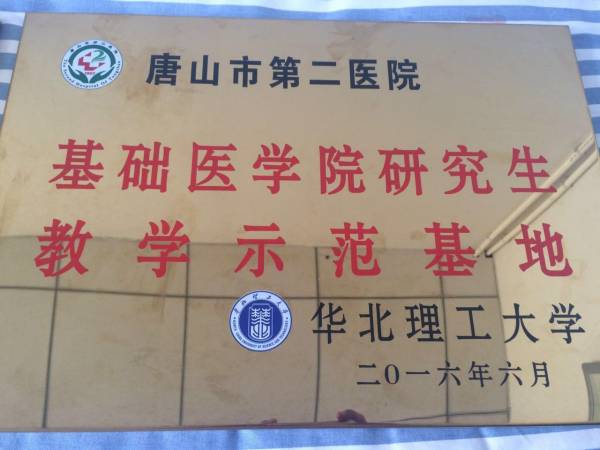 唐山市第二医院
基础医学院研究生
教学示范基地
华北理工大学
二〇一六年六月